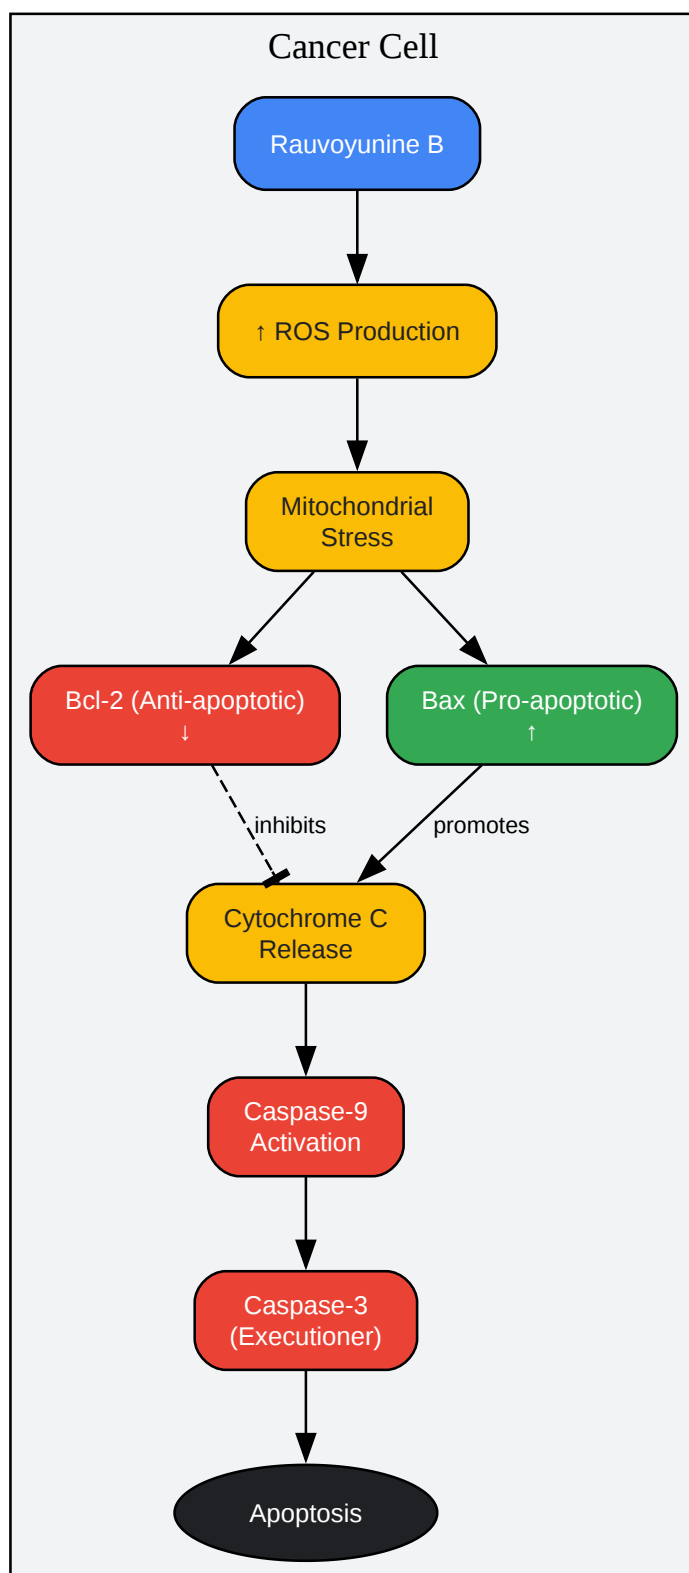 Cancer Cell
Rauvoyunine B
↑ ROS Production
Mitochondrial
Stress
Bcl-2 (Anti-apoptotic)
↓
Bax (Pro-apoptotic)
↑
inhibits
promotes
Cytochrome C
Release
Caspase-9
Activation
Caspase-3
(Executioner)
Apoptosis